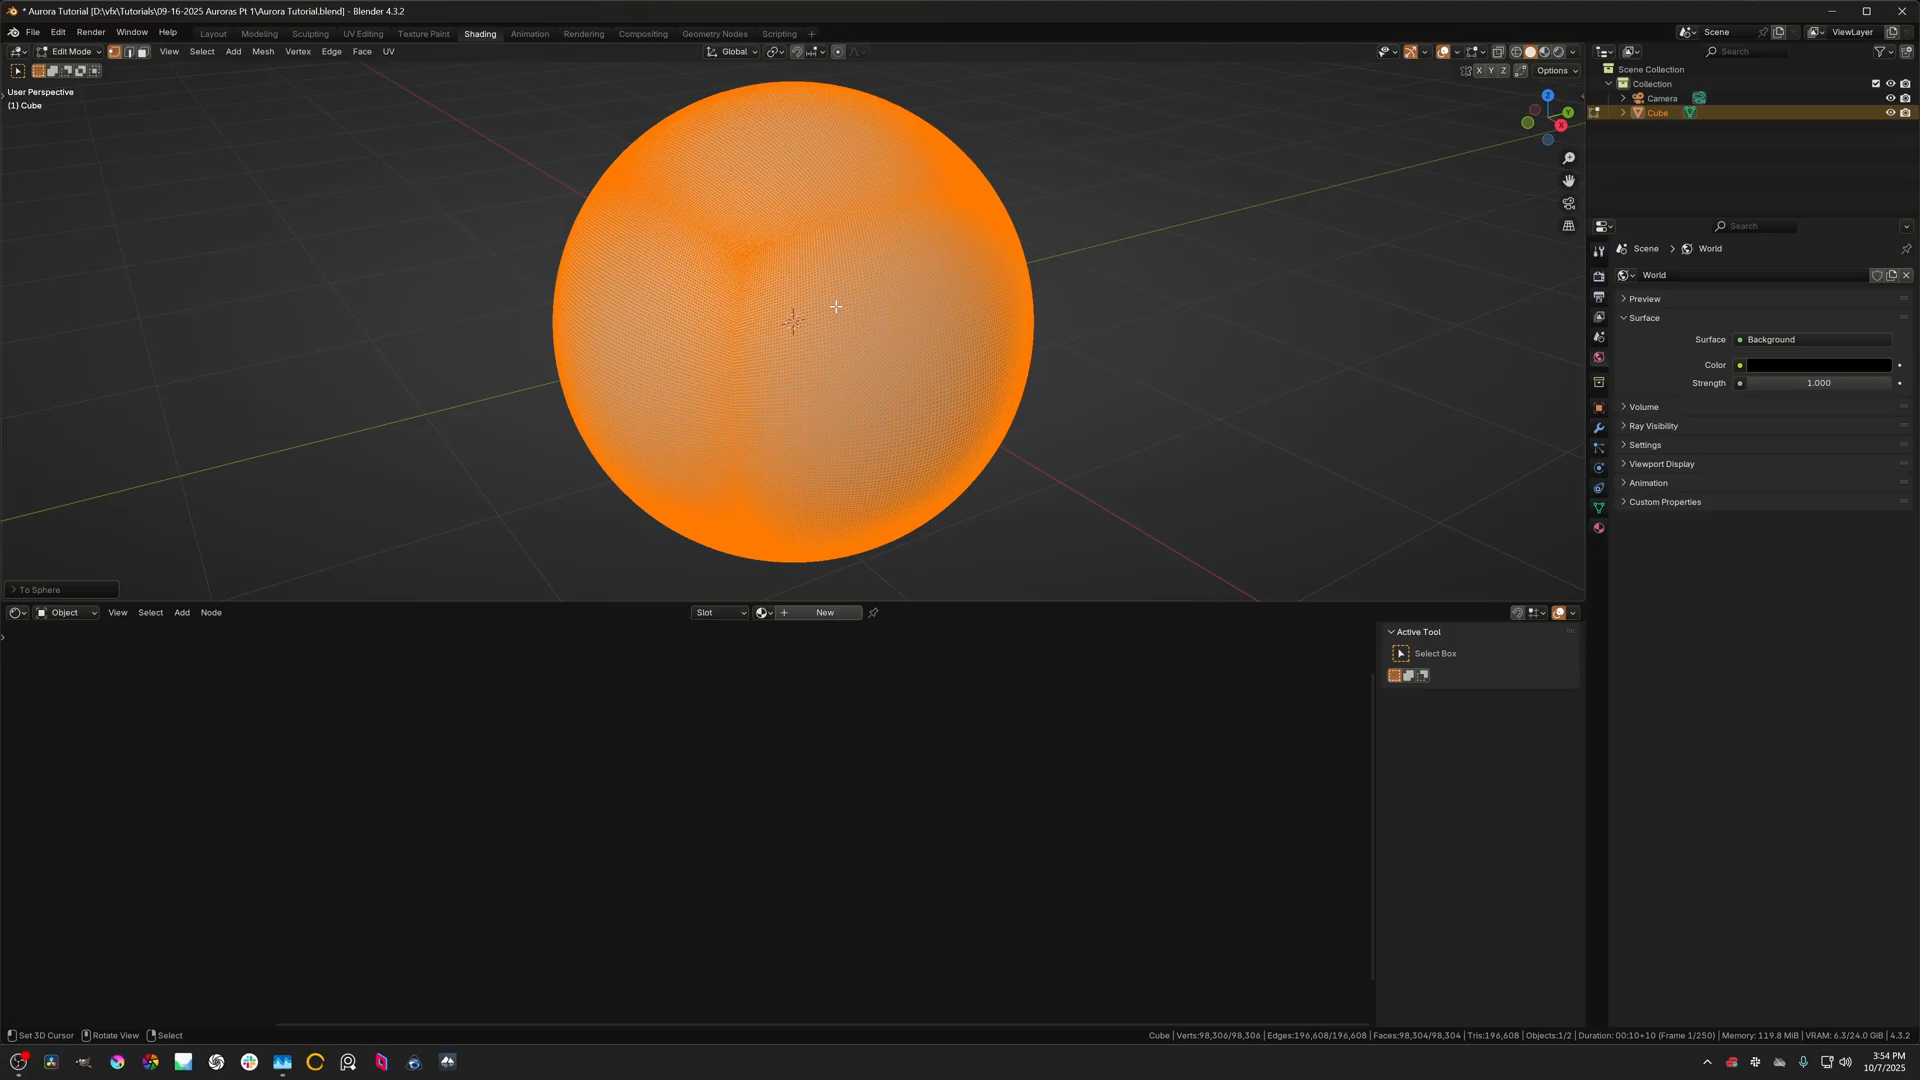 * Aurora Tutorial [D:\vfx\Tutorials\09-16-2025 Auroras Pt 1\Aurora Tutorial.blend] - Blender 4.3.2
File Edit Render Window Help
Layout Modeling Sculpting UV Editing Texture Paint Shading Animation Rendering Compositing Geometry Nodes Scripting +
Scene
ViewLayer
Edit Mode
View Select Add Mesh Vertex Edge Face UV
Global
Search
X Y Z Options
User Perspective
(1) Cube
Z
Y
X
Scene Collection
Collection
Camera
Cube
Search
Scene > World
World
Preview
Surface
Surface Background
Color
Strength 1.000
Volume
Ray Visibility
Settings
Viewport Display
Animation
Custom Properties
> To Sphere
Object View Select Add Node
Slot
+ New
Active Tool
Select Box
Set 3D Cursor Rotate View Select
Cube | Verts:98,306/98,306 | Edges:196,608/196,608 | Faces:98,304/98,304 | Tris:196,608 | Objects:1/2 | Duration: 00:10+10 (Frame 1/250) | Memory: 119.8 MiB | VRAM: 6.3/24.0 GiB | 4.3.2
3:54 PM
10/7/2025